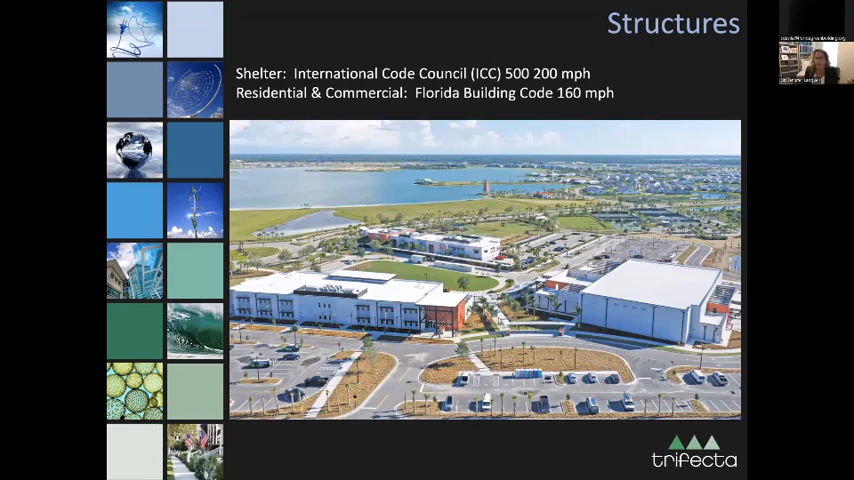 Structures
Shelter: International Code Council (ICC) 500 200 mph
Residential & Commercial: Florida Building Code 160 mph
trifecta